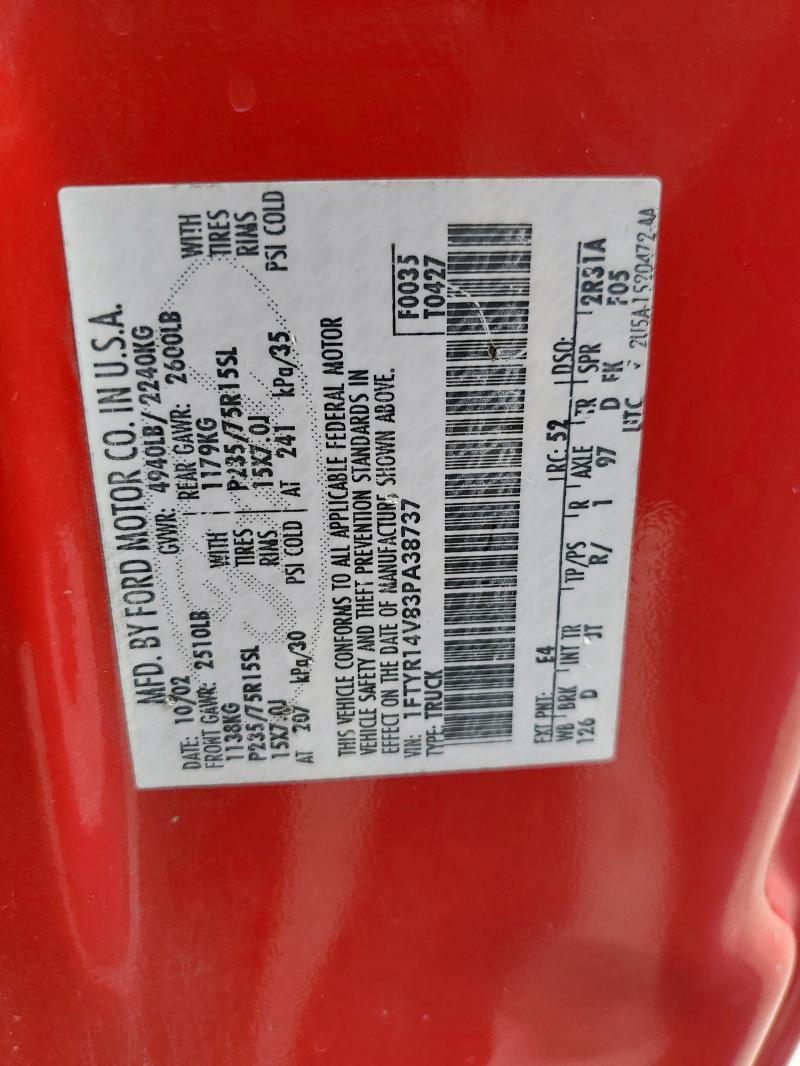 MFD. BY FORD MOTOR CO. IN U.S.A.
DATE: 10/02 GVWR: 4940LB/ 2240KG
FRONT GAWR: 2510LB REAR GAWR: 2600LB
1138KG WITH 1179KG WITH
P235/75R15SL TIRES P235/75R15SL TIRES
15X7.0J RIMS 15X7.0J RIMS
AT 207 kPa/30 PSI COLD AT 241 kPa/35 PSI COLD
THIS VEHICLE CONFORMS TO ALL APPLICABLE FEDERAL MOTOR
VEHICLE SAFETY AND THEFT PREVENTION STANDARDS IN
EFFECT ON THE DATE OF MANUFACTURE SHOWN ABOVE.
VIN: 1FTYR14V83PA38737 F0035
TYPE: TRUCK T0427
EXT PNT: E4 RC: 52 DSO:
WB BRK INT TR TP/PS R AXLE TR SPR 2R31A
126 D JT R/ 1 97 D FK F05
UTC 2U5A-1520472-AA